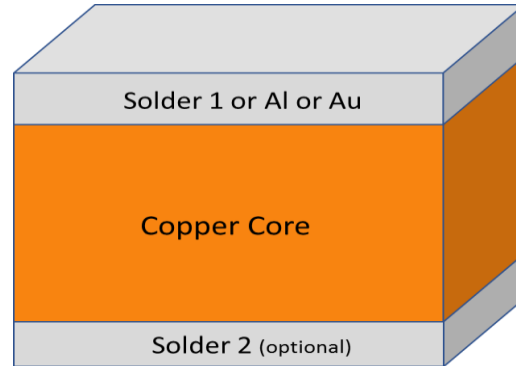 Solder 1 or Al or Au
Copper Core
Solder 2 (optional)